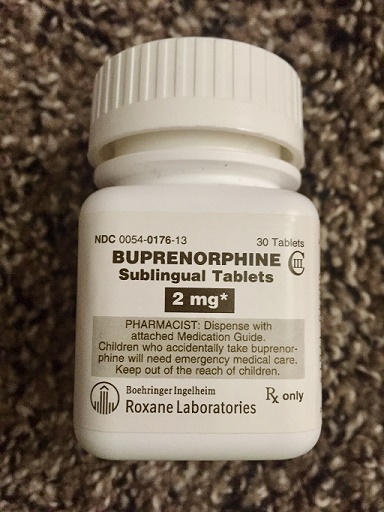 NDC 0054-0176-13 30 Tablets
BUPRENORPHINE CIII
Sublingual Tablets
2 mg*
PHARMACIST: Dispense with
attached Medication Guide.
Children who accidentally take buprenor-
phine will need emergency medical care.
Keep out of the reach of children.
Boehringer Ingelheim
Roxane Laboratories
℞ only